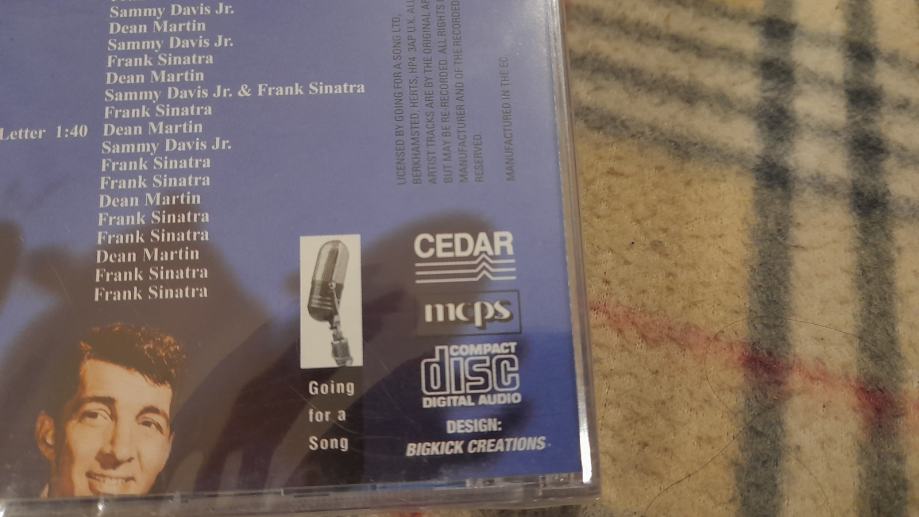 Sammy Davis Jr.
Dean Martin
Sammy Davis Jr.
Frank Sinatra
Dean Martin
Sammy Davis Jr. & Frank Sinatra
Frank Sinatra
Letter 1:40 Dean Martin
Sammy Davis Jr.
Frank Sinatra
Frank Sinatra
Dean Martin
Frank Sinatra
Frank Sinatra
Dean Martin
Frank Sinatra
Frank Sinatra
LICENSED BY GOING FOR A SONG LTD,
BERKHAMSTED, HERTS, HP4 3AP U.K. ALL
ARTIST TRACKS ARE BY THE ORIGINAL
BUT MAY BE RE-RECORDED. ALL RIGHTS
MANUFACTURER AND OF THE RECORDED
RESERVED
MANUFACTURED IN THE EC
CEDAR
mcps
COMPACT
disc
DIGITAL AUDIO
Going
for a
Song
DESIGN:
BIGKICK CREATIONS